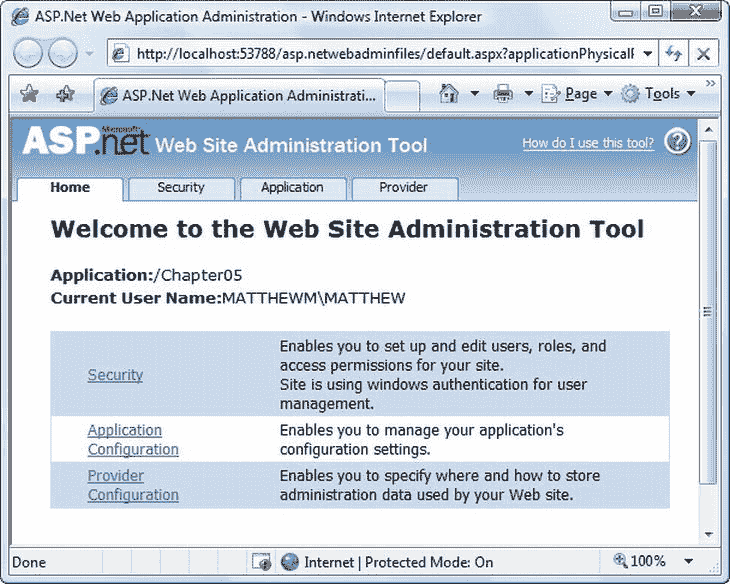 ASP.Net Web Application Administration - Windows Internet Explorer
http://localhost:53788/asp.netwebadminfiles/default.aspx?applicationPhysicalF
ASP.Net Web Application Administrati...
Page
Tools
Microsoft
ASP.net Web Site Administration Tool
How do I use this tool?
Home
Security
Application
Provider
Welcome to the Web Site Administration Tool
Application:/Chapter05
Current User Name:MATTHEWM\MATTHEW
Security
Enables you to set up and edit users, roles, and
access permissions for your site.
Site is using windows authentication for user
management.
Application
Configuration
Enables you to manage your application's
configuration settings.
Provider
Configuration
Enables you to specify where and how to store
administration data used by your Web site.
Done
Internet | Protected Mode: On
100%